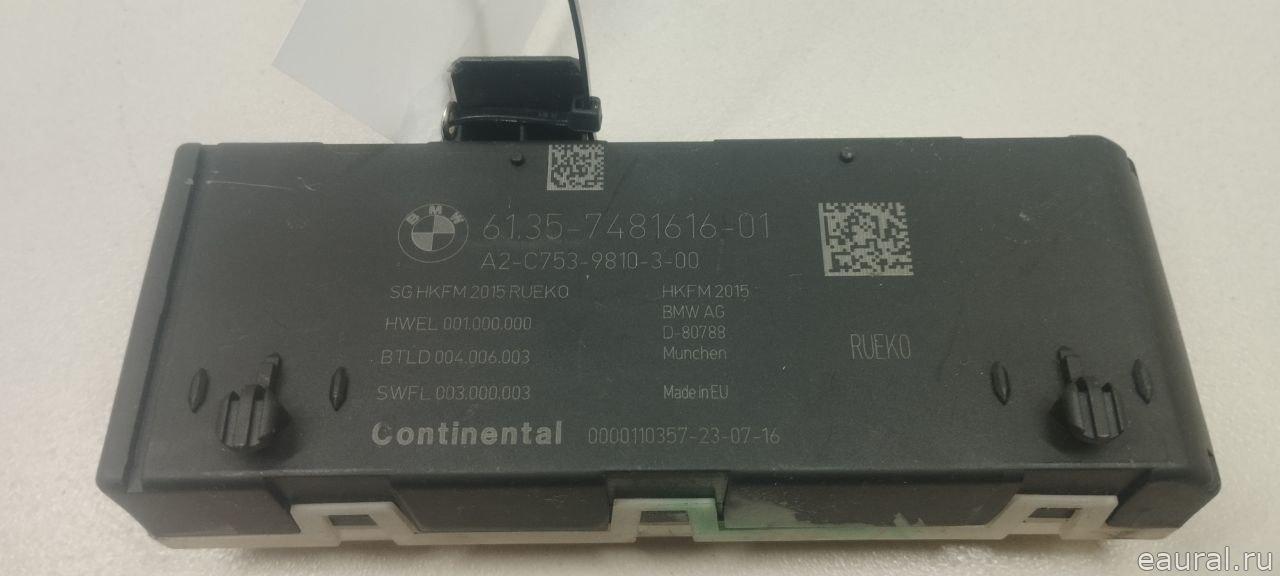 BMW
61.35-7481616-01
A2-C753-9810-3-00
SG HKFM 2015 RUEKO
HWEL 001.000.000
BTLD 004.006.003
SWFL 003.000.003
HKFM 2015
BMW AG
D-80788
Munchen
Made in EU
RUEKO
Continental 0000110357-23-07-16
eaural.ru